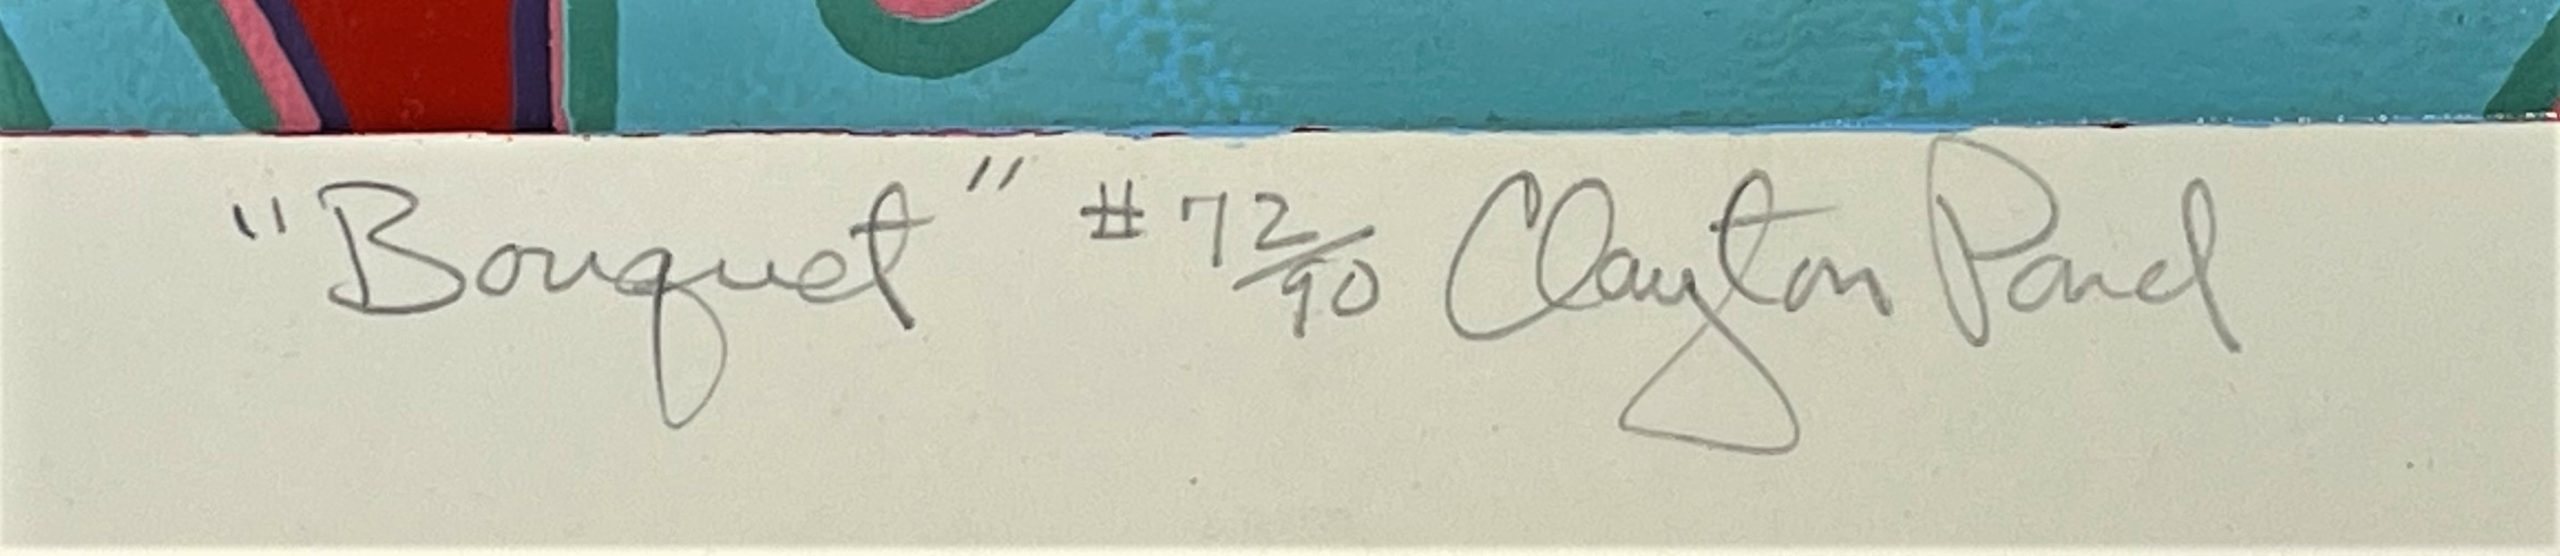 "Bouquet" #72/90 Clayton Pond